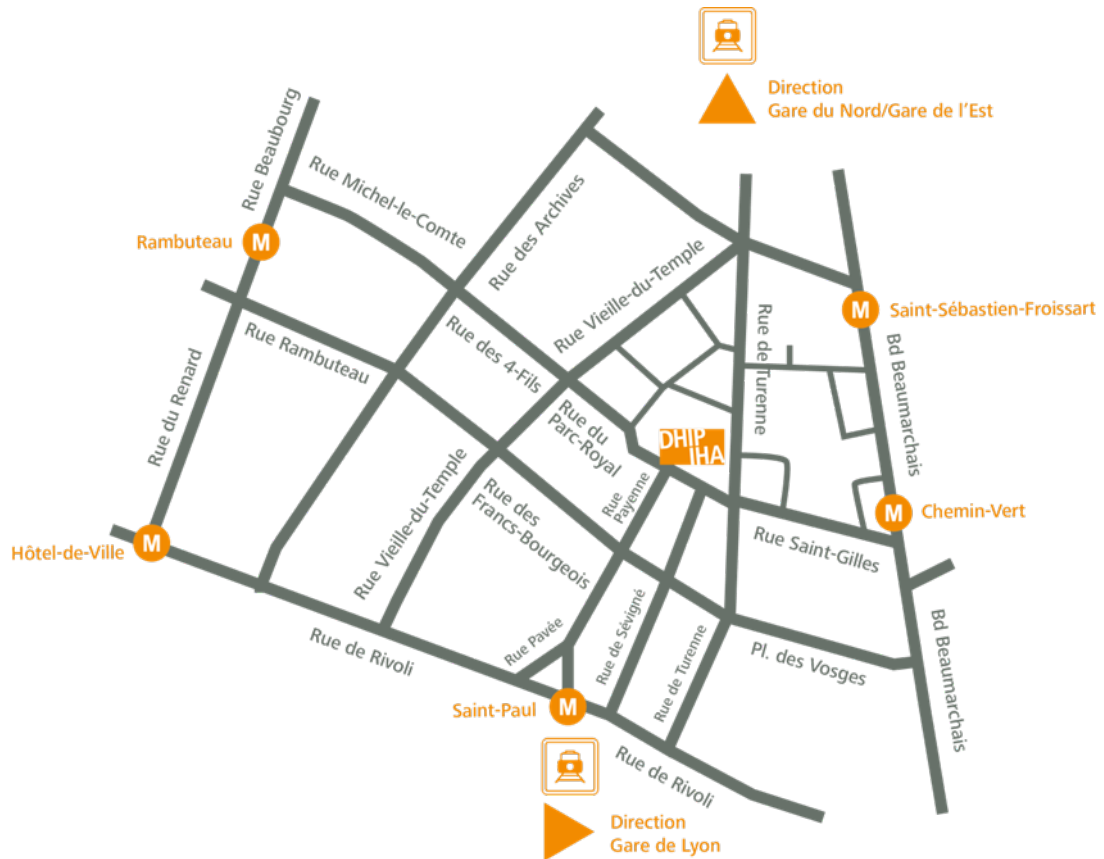 Direction
Gare du Nord/Gare de l'Est
Rue Beaubourg
Rue Michel-le-Comte
Rue des Archives
Rambuteau
M
Rue Vieille-du-Temple
M
Saint-Sébastien-Froissart
Rue de Turenne
Bd Beaumarchais
Rue Rambuteau
Rue des 4-Fils
Rue du Renard
Rue du
Parc-Royal
DHIP
IHA
Rue
Payenne
Rue Vieille-du-Temple
Rue des
Francs-Bourgeois
M
Chemin-Vert
Rue Saint-Gilles
Hôtel-de-Ville
M
Rue de Rivoli
Rue Pavée
Rue de Sévigné
Rue de Turenne
Pl. des Vosges
Bd Beaumarchais
Saint-Paul
M
Rue de Rivoli
Direction
Gare de Lyon